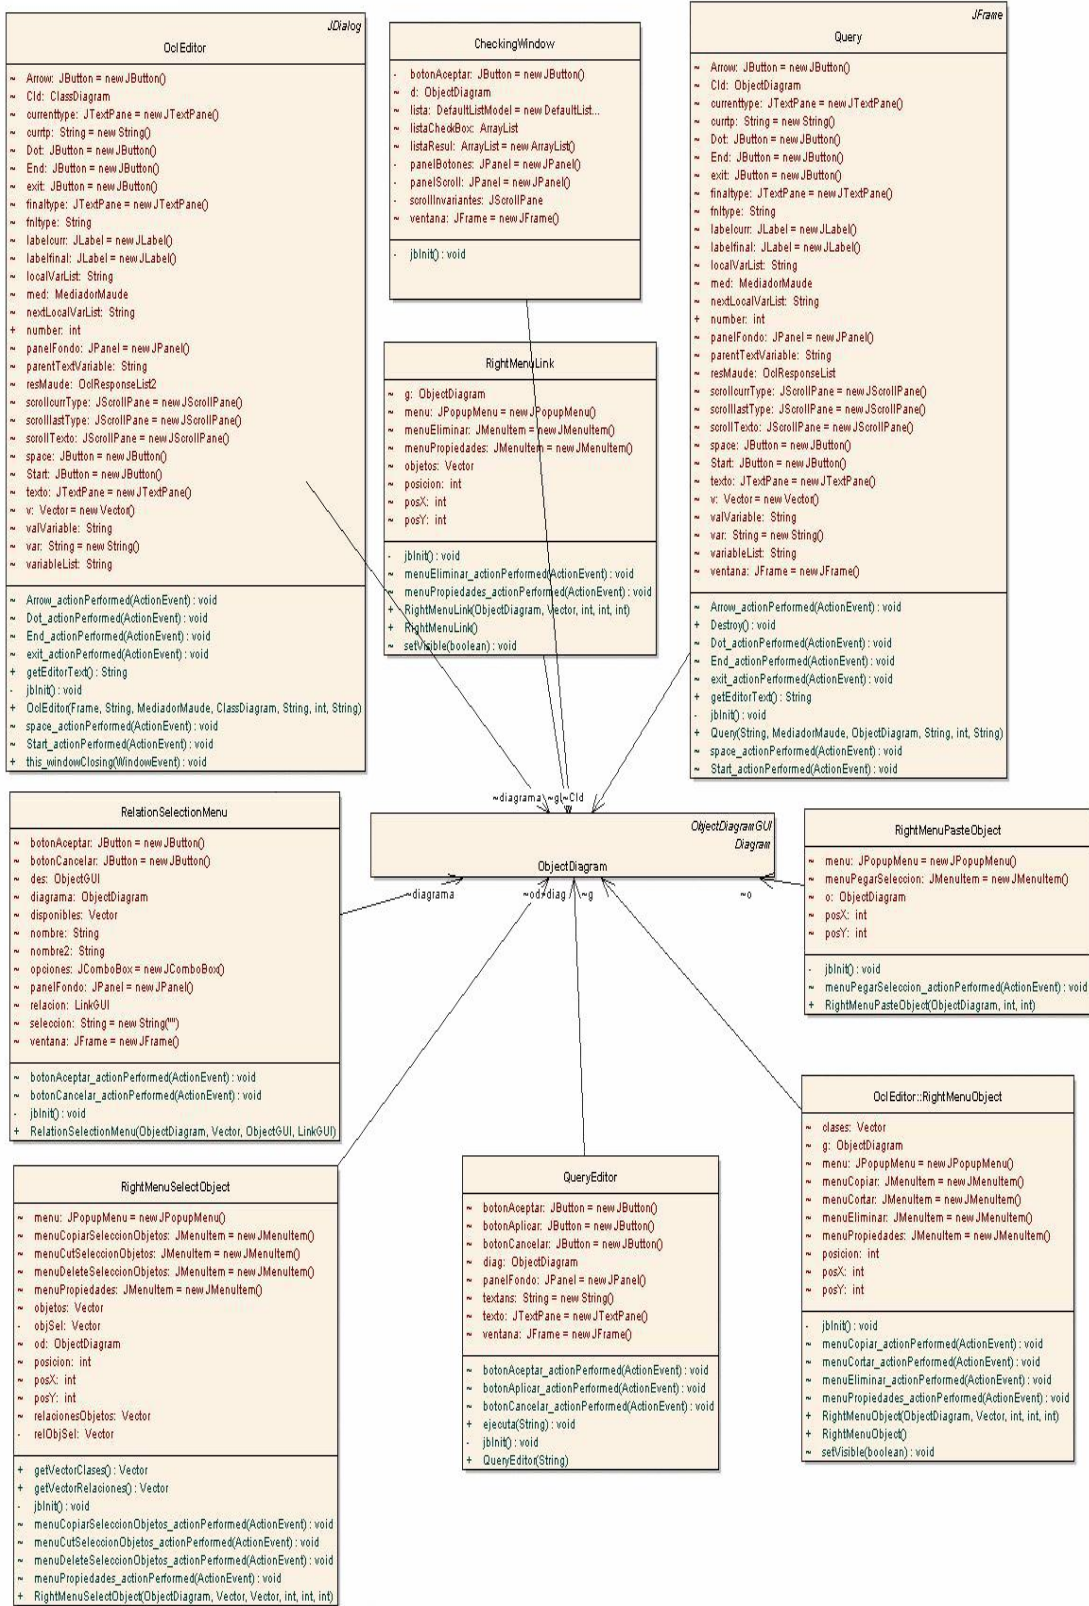 JDialog
OclEditor
~ Arrow: JButton = new JButton()
~ Cld: ClassDiagram
~ currenttype: JTextPane = new JTextPane()
~ currtp: String = new String()
~ Dot: JButton = new JButton()
~ End: JButton = new JButton()
~ exit: JButton = new JButton()
~ finaltype: JTextPane = new JTextPane()
~ fnltype: String
~ labelcurr: JLabel = new JLabel()
~ labelfinal: JLabel = new JLabel()
~ localVarList: String
~ med: MediadorMaude
~ nextLocalVarList: String
+ number: int
~ panelFondo: JPanel = new JPanel()
~ parentTextVariable: String
~ resMaude: OclResponseList2
~ scrollcurrType: JScrollPane = new JScrollPane()
~ scrolllastType: JScrollPane = new JScrollPane()
~ scrollTexto: JScrollPane = new JScrollPane()
~ space: JButton = new JButton()
~ Start: JButton = new JButton()
~ texto: JTextPane = new JTextPane()
~ v: Vector = new Vector()
~ valVariable: String
~ var: String = new String()
~ variableList: String
~ Arrow_actionPerformed(ActionEvent) : void
~ Dot_actionPerformed(ActionEvent) : void
~ End_actionPerformed(ActionEvent) : void
~ exit_actionPerformed(ActionEvent) : void
+ getEditorText() : String
- jbInit() : void
+ OclEditor(Frame, String, MediadorMaude, ClassDiagram, String, int, String)
~ space_actionPerformed(ActionEvent) : void
~ Start_actionPerformed(ActionEvent) : void
+ this_windowClosing(WindowEvent) : void
CheckingWindow
- botonAceptar: JButton = new JButton()
~ d: ObjectDiagram
~ lista: DefaultListModel = new DefaultList...
~ listaCheckBox: ArrayList
~ listaResul: ArrayList = new ArrayList()
- panelBotones: JPanel = new JPanel()
- panelScroll: JPanel = new JPanel()
- scrollInvariantes: JScrollPane
~ ventana: JFrame = new JFrame()
- jbInit() : void
RightMenuLink
~ g: ObjectDiagram
~ menu: JPopupMenu = new JPopupMenu()
~ menuEliminar: JMenuItem = new JMenuItem()
~ menuPropiedades: JMenuItem = new JMenuItem()
~ objetos: Vector
~ posicion: int
~ posX: int
~ posY: int
- jbInit() : void
~ menuEliminar_actionPerformed(ActionEvent) : void
~ menuPropiedades_actionPerformed(ActionEvent) : void
+ RightMenuLink(ObjectDiagram, Vector, int, int, int)
+ RightMenuLink()
~ setVisible(boolean) : void
JFrame
Query
~ Arrow: JButton = new JButton()
~ Cld: ObjectDiagram
~ currenttype: JTextPane = new JTextPane()
~ currtp: String = new String()
~ Dot: JButton = new JButton()
~ End: JButton = new JButton()
~ exit: JButton = new JButton()
~ finaltype: JTextPane = new JTextPane()
~ fnltype: String
~ labelcurr: JLabel = new JLabel()
~ labelfinal: JLabel = new JLabel()
~ localVarList: String
~ med: MediadorMaude
~ nextLocalVarList: String
+ number: int
~ panelFondo: JPanel = new JPanel()
~ parentTextVariable: String
~ resMaude: OclResponseList
~ scrollcurrType: JScrollPane = new JScrollPane()
~ scrolllastType: JScrollPane = new JScrollPane()
~ scrollTexto: JScrollPane = new JScrollPane()
~ space: JButton = new JButton()
~ Start: JButton = new JButton()
~ texto: JTextPane = new JTextPane()
~ v: Vector = new Vector()
~ valVariable: String
~ var: String = new String()
~ variableList: String
~ ventana: JFrame = new JFrame()
~ Arrow_actionPerformed(ActionEvent) : void
+ Destroy() : void
~ Dot_actionPerformed(ActionEvent) : void
~ End_actionPerformed(ActionEvent) : void
~ exit_actionPerformed(ActionEvent) : void
+ getEditorText() : String
- jbInit() : void
+ Query(String, MediadorMaude, ObjectDiagram, String, int, String)
~ space_actionPerformed(ActionEvent) : void
~ Start_actionPerformed(ActionEvent) : void
~diagrama ~g ~Cld
ObjectDiagramGUI
Diagram
ObjectDiagram
~diagrama
~od ~diag ~g
~o
RelationSelectionMenu
~ botonAceptar: JButton = new JButton()
~ botonCancelar: JButton = new JButton()
~ des: ObjectGUI
~ diagrama: ObjectDiagram
~ disponibles: Vector
~ nombre: String
~ nombre2: String
~ opciones: JComboBox = new JComboBox()
~ panelFondo: JPanel = new JPanel()
~ relacion: LinkGUI
~ seleccion: String = new String("")
~ ventana: JFrame = new JFrame()
~ botonAceptar_actionPerformed(ActionEvent) : void
~ botonCancelar_actionPerformed(ActionEvent) : void
- jbInit() : void
+ RelationSelectionMenu(ObjectDiagram, Vector, ObjectGUI, LinkGUI)
RightMenuPasteObject
~ menu: JPopupMenu = new JPopupMenu()
~ menuPegarSeleccion: JMenuItem = new JMenuItem()
~ o: ObjectDiagram
~ posX: int
~ posY: int
- jbInit() : void
~ menuPegarSeleccion_actionPerformed(ActionEvent) : void
+ RightMenuPasteObject(ObjectDiagram, int, int)
RightMenuSelectObject
~ menu: JPopupMenu = new JPopupMenu()
~ menuCopiarSeleccionObjetos: JMenuItem = new JMenuItem()
~ menuCutSeleccionObjetos: JMenuItem = new JMenuItem()
~ menuDeleteSeleccionObjetos: JMenuItem = new JMenuItem()
~ menuPropiedades: JMenuItem = new JMenuItem()
~ objetos: Vector
- objSel: Vector
~ od: ObjectDiagram
~ posicion: int
~ posX: int
~ posY: int
~ relacionesObjetos: Vector
- relObjSel: Vector
+ getVectorClases() : Vector
+ getVectorRelaciones() : Vector
- jbInit() : void
~ menuCopiarSeleccionObjetos_actionPerformed(ActionEvent) : void
~ menuCutSeleccionObjetos_actionPerformed(ActionEvent) : void
~ menuDeleteSeleccionObjetos_actionPerformed(ActionEvent) : void
~ menuPropiedades_actionPerformed(ActionEvent) : void
+ RightMenuSelectObject(ObjectDiagram, Vector, Vector, int, int, int)
QueryEditor
~ botonAceptar: JButton = new JButton()
~ botonAplicar: JButton = new JButton()
~ botonCancelar: JButton = new JButton()
~ diag: ObjectDiagram
~ panelFondo: JPanel = new JPanel()
~ textans: String = new String()
~ texto: JTextPane = new JTextPane()
~ ventana: JFrame = new JFrame()
~ botonAceptar_actionPerformed(ActionEvent) : void
~ botonAplicar_actionPerformed(ActionEvent) : void
~ botonCancelar_actionPerformed(ActionEvent) : void
+ ejecuta(String) : void
- jbInit() : void
+ QueryEditor(String)
OclEditor::RightMenuObject
~ clases: Vector
~ g: ObjectDiagram
~ menu: JPopupMenu = new JPopupMenu()
~ menuCopiar: JMenuItem = new JMenuItem()
~ menuCortar: JMenuItem = new JMenuItem()
~ menuEliminar: JMenuItem = new JMenuItem()
~ menuPropiedades: JMenuItem = new JMenuItem()
~ posicion: int
~ posX: int
~ posY: int
- jbInit() : void
~ menuCopiar_actionPerformed(ActionEvent) : void
~ menuCortar_actionPerformed(ActionEvent) : void
~ menuEliminar_actionPerformed(ActionEvent) : void
~ menuPropiedades_actionPerformed(ActionEvent) : void
+ RightMenuObject(ObjectDiagram, Vector, int, int, int)
+ RightMenuObject()
~ setVisible(boolean) : void